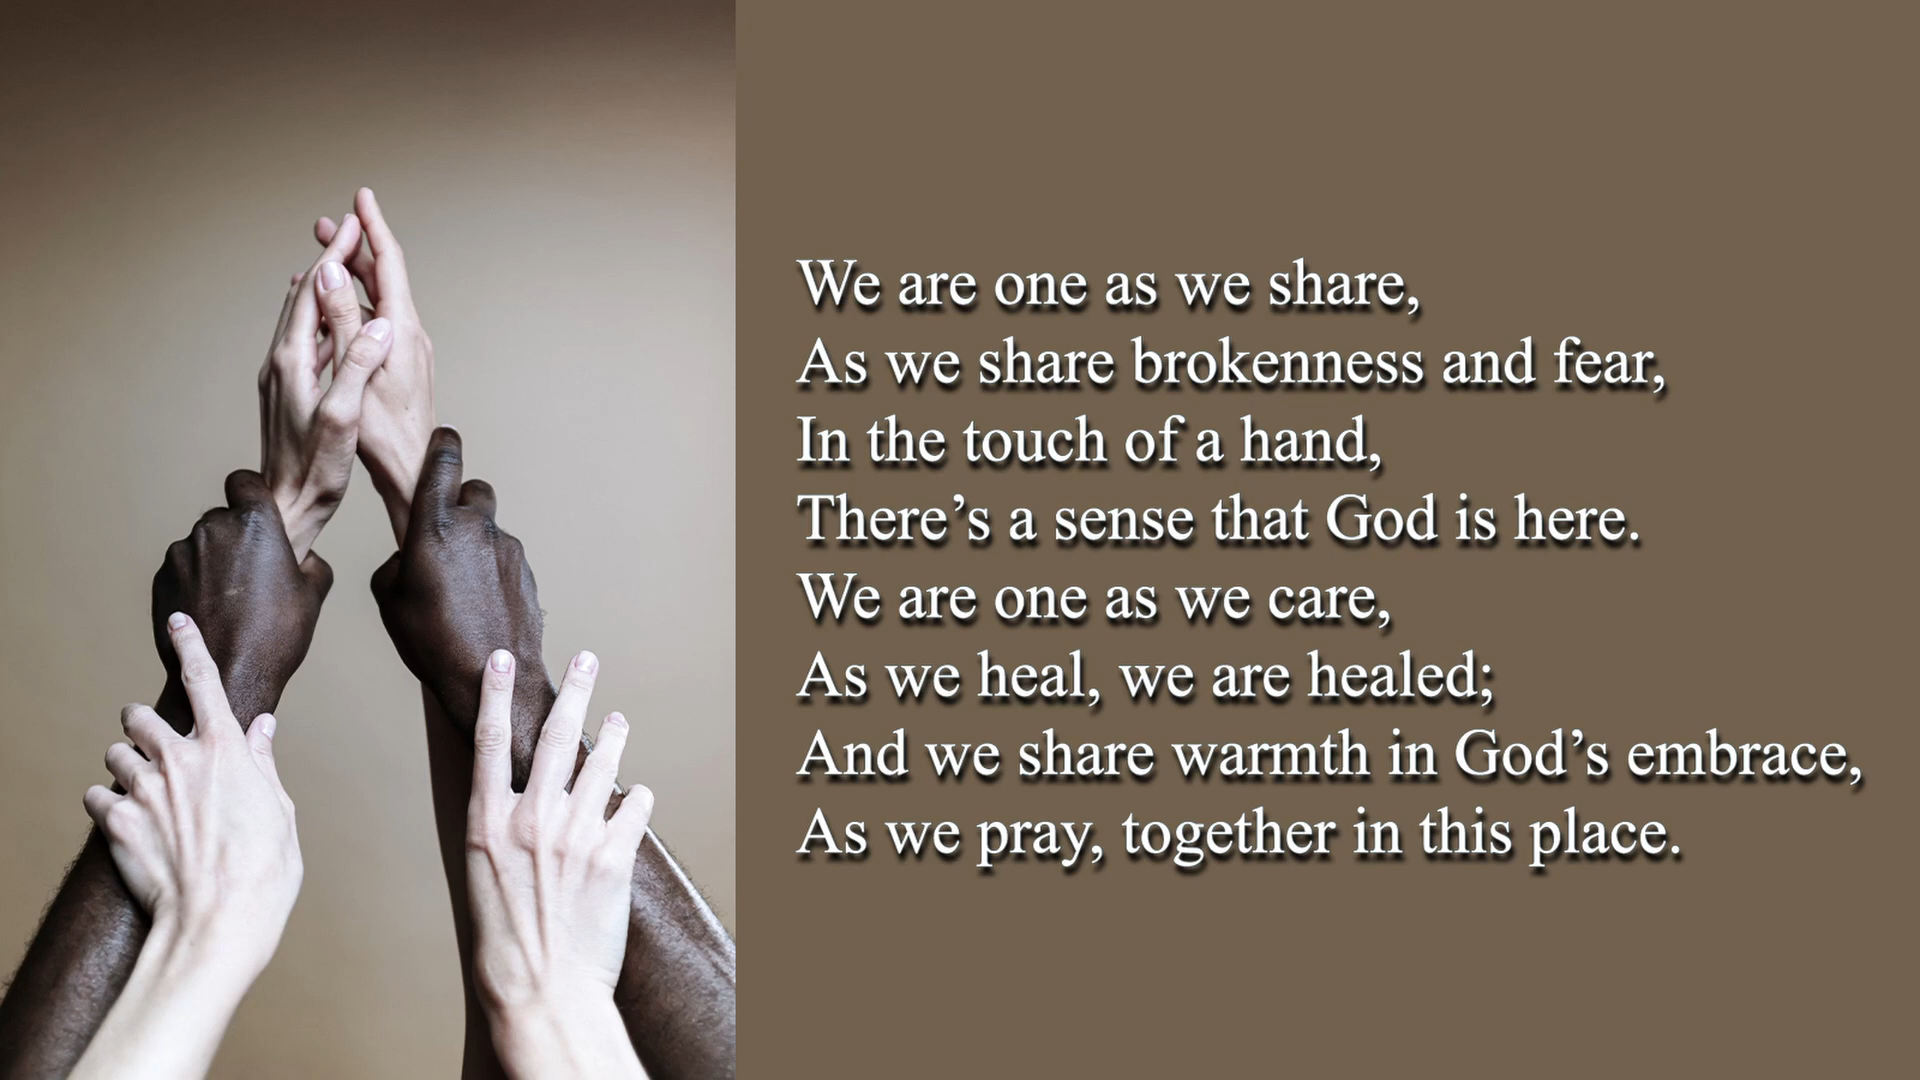 We are one as we share,
As we share brokenness and fear,
In the touch of a hand,
There’s a sense that God is here.
We are one as we care,
As we heal, we are healed;
And we share warmth in God’s embrace,
As we pray, together in this place.